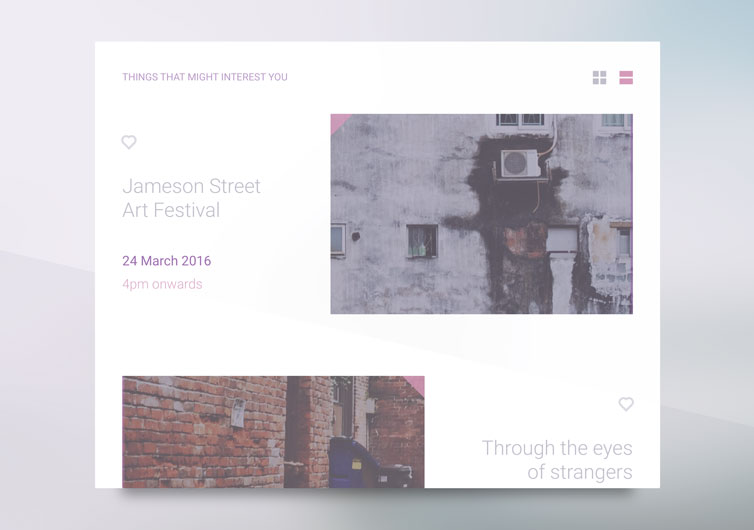 THINGS THAT MIGHT INTEREST YOU
Jameson Street
Art Festival
24 March 2016
4pm onwards
Through the eyes
of strangers